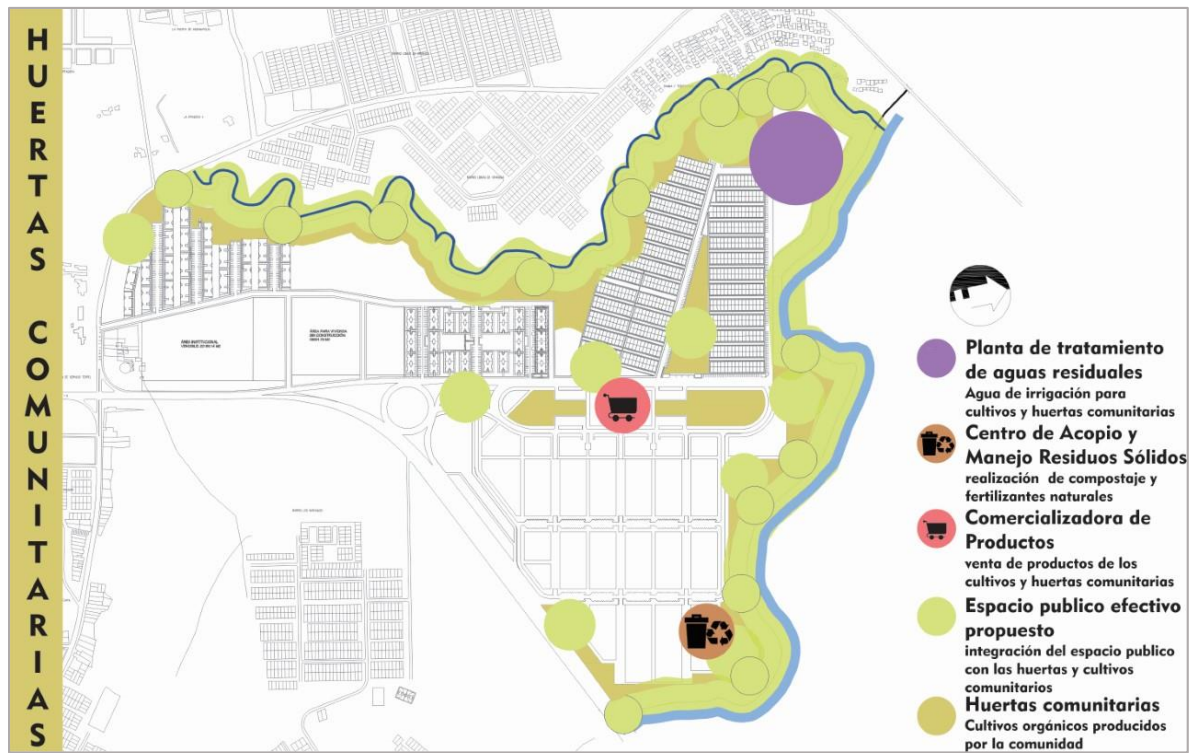 HUERTAS COMUNITARIAS
ÁREA INSTITUCIONAL
Planta de tratamiento
de aguas residuales
Agua de irrigación para
cultivos y huertas comunitarias
Centro de Acopio y
Manejo Residuos Sólidos
realización de compostaje y
fertilizantes naturales
Comercializadora de
Productos
venta de productos de los
cultivos y huertas comunitarias
Espacio publico efectivo
propuesto
integración del espacio publico
con las huertas y cultivos
comunitarios
Huertas comunitarias
Cultivos orgánicos producidos
por la comunidad